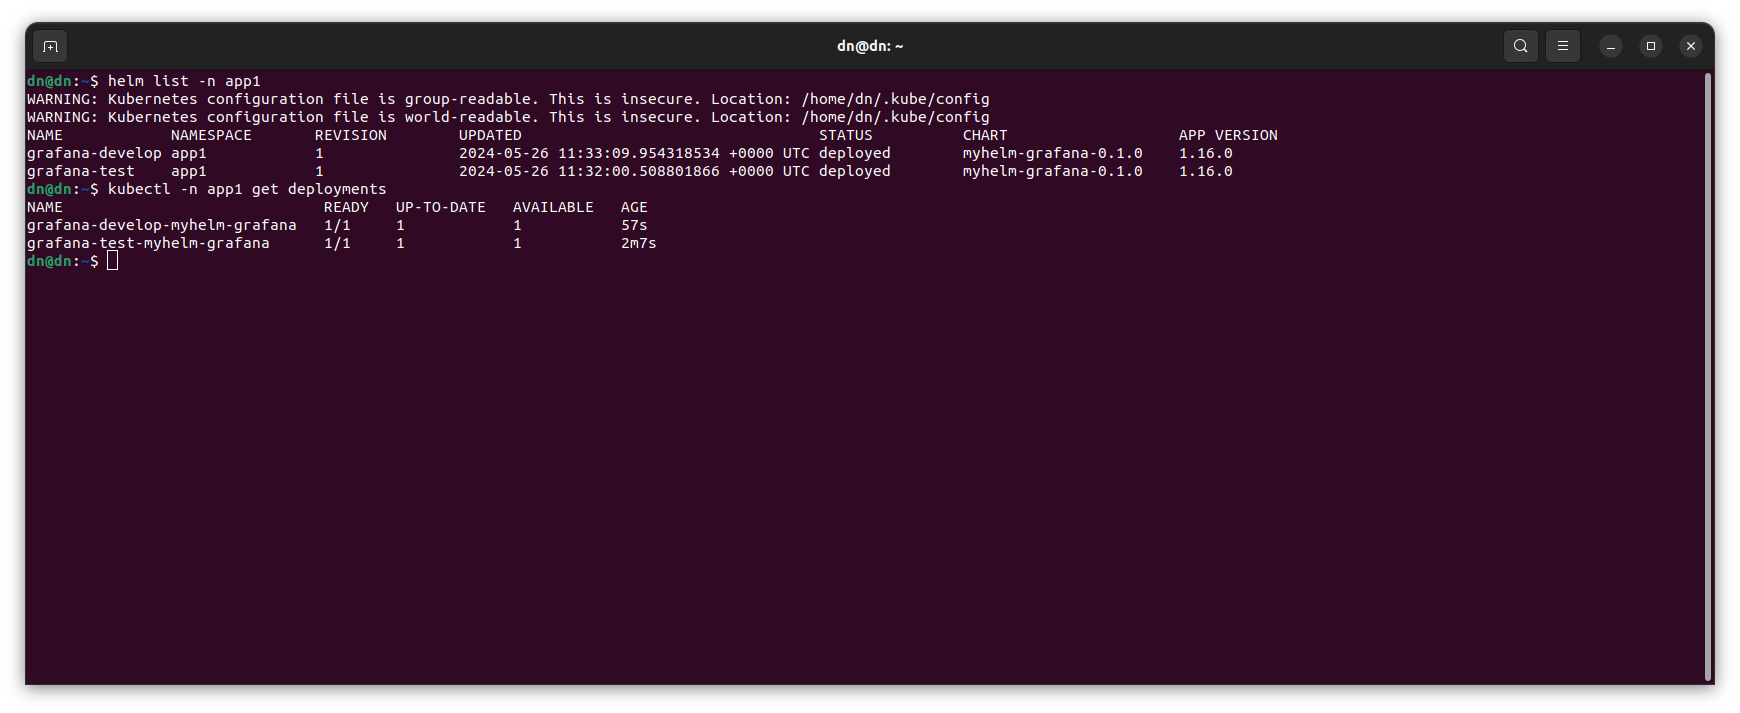 dn@dn: ~
dn@dn:~$ helm list -n app1
WARNING: Kubernetes configuration file is group-readable. This is insecure. Location: /home/dn/.kube/config
WARNING: Kubernetes configuration file is world-readable. This is insecure. Location: /home/dn/.kube/config
NAME            NAMESPACE       REVISION        UPDATED                                 STATUS          CHART                   APP VERSION
grafana-develop app1            1               2024-05-26 11:33:09.954318534 +0000 UTC deployed        myhelm-grafana-0.1.0    1.16.0
grafana-test    app1            1               2024-05-26 11:32:00.508801866 +0000 UTC deployed        myhelm-grafana-0.1.0    1.16.0
dn@dn:~$ kubectl -n app1 get deployments
NAME                             READY   UP-TO-DATE   AVAILABLE   AGE
grafana-develop-myhelm-grafana   1/1     1            1           57s
grafana-test-myhelm-grafana      1/1     1            1           2m7s
dn@dn:~$